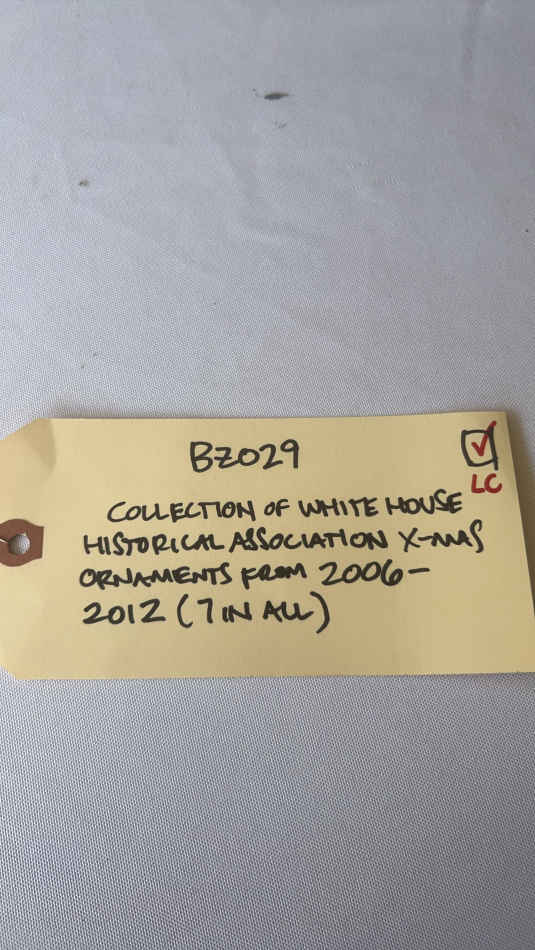 BZ029
LC
COLLECTION OF WHITE HOUSE
HISTORICAL ASSOCIATION X-MAS
ORNAMENTS FROM 2006-
2012 (7 IN ALL)